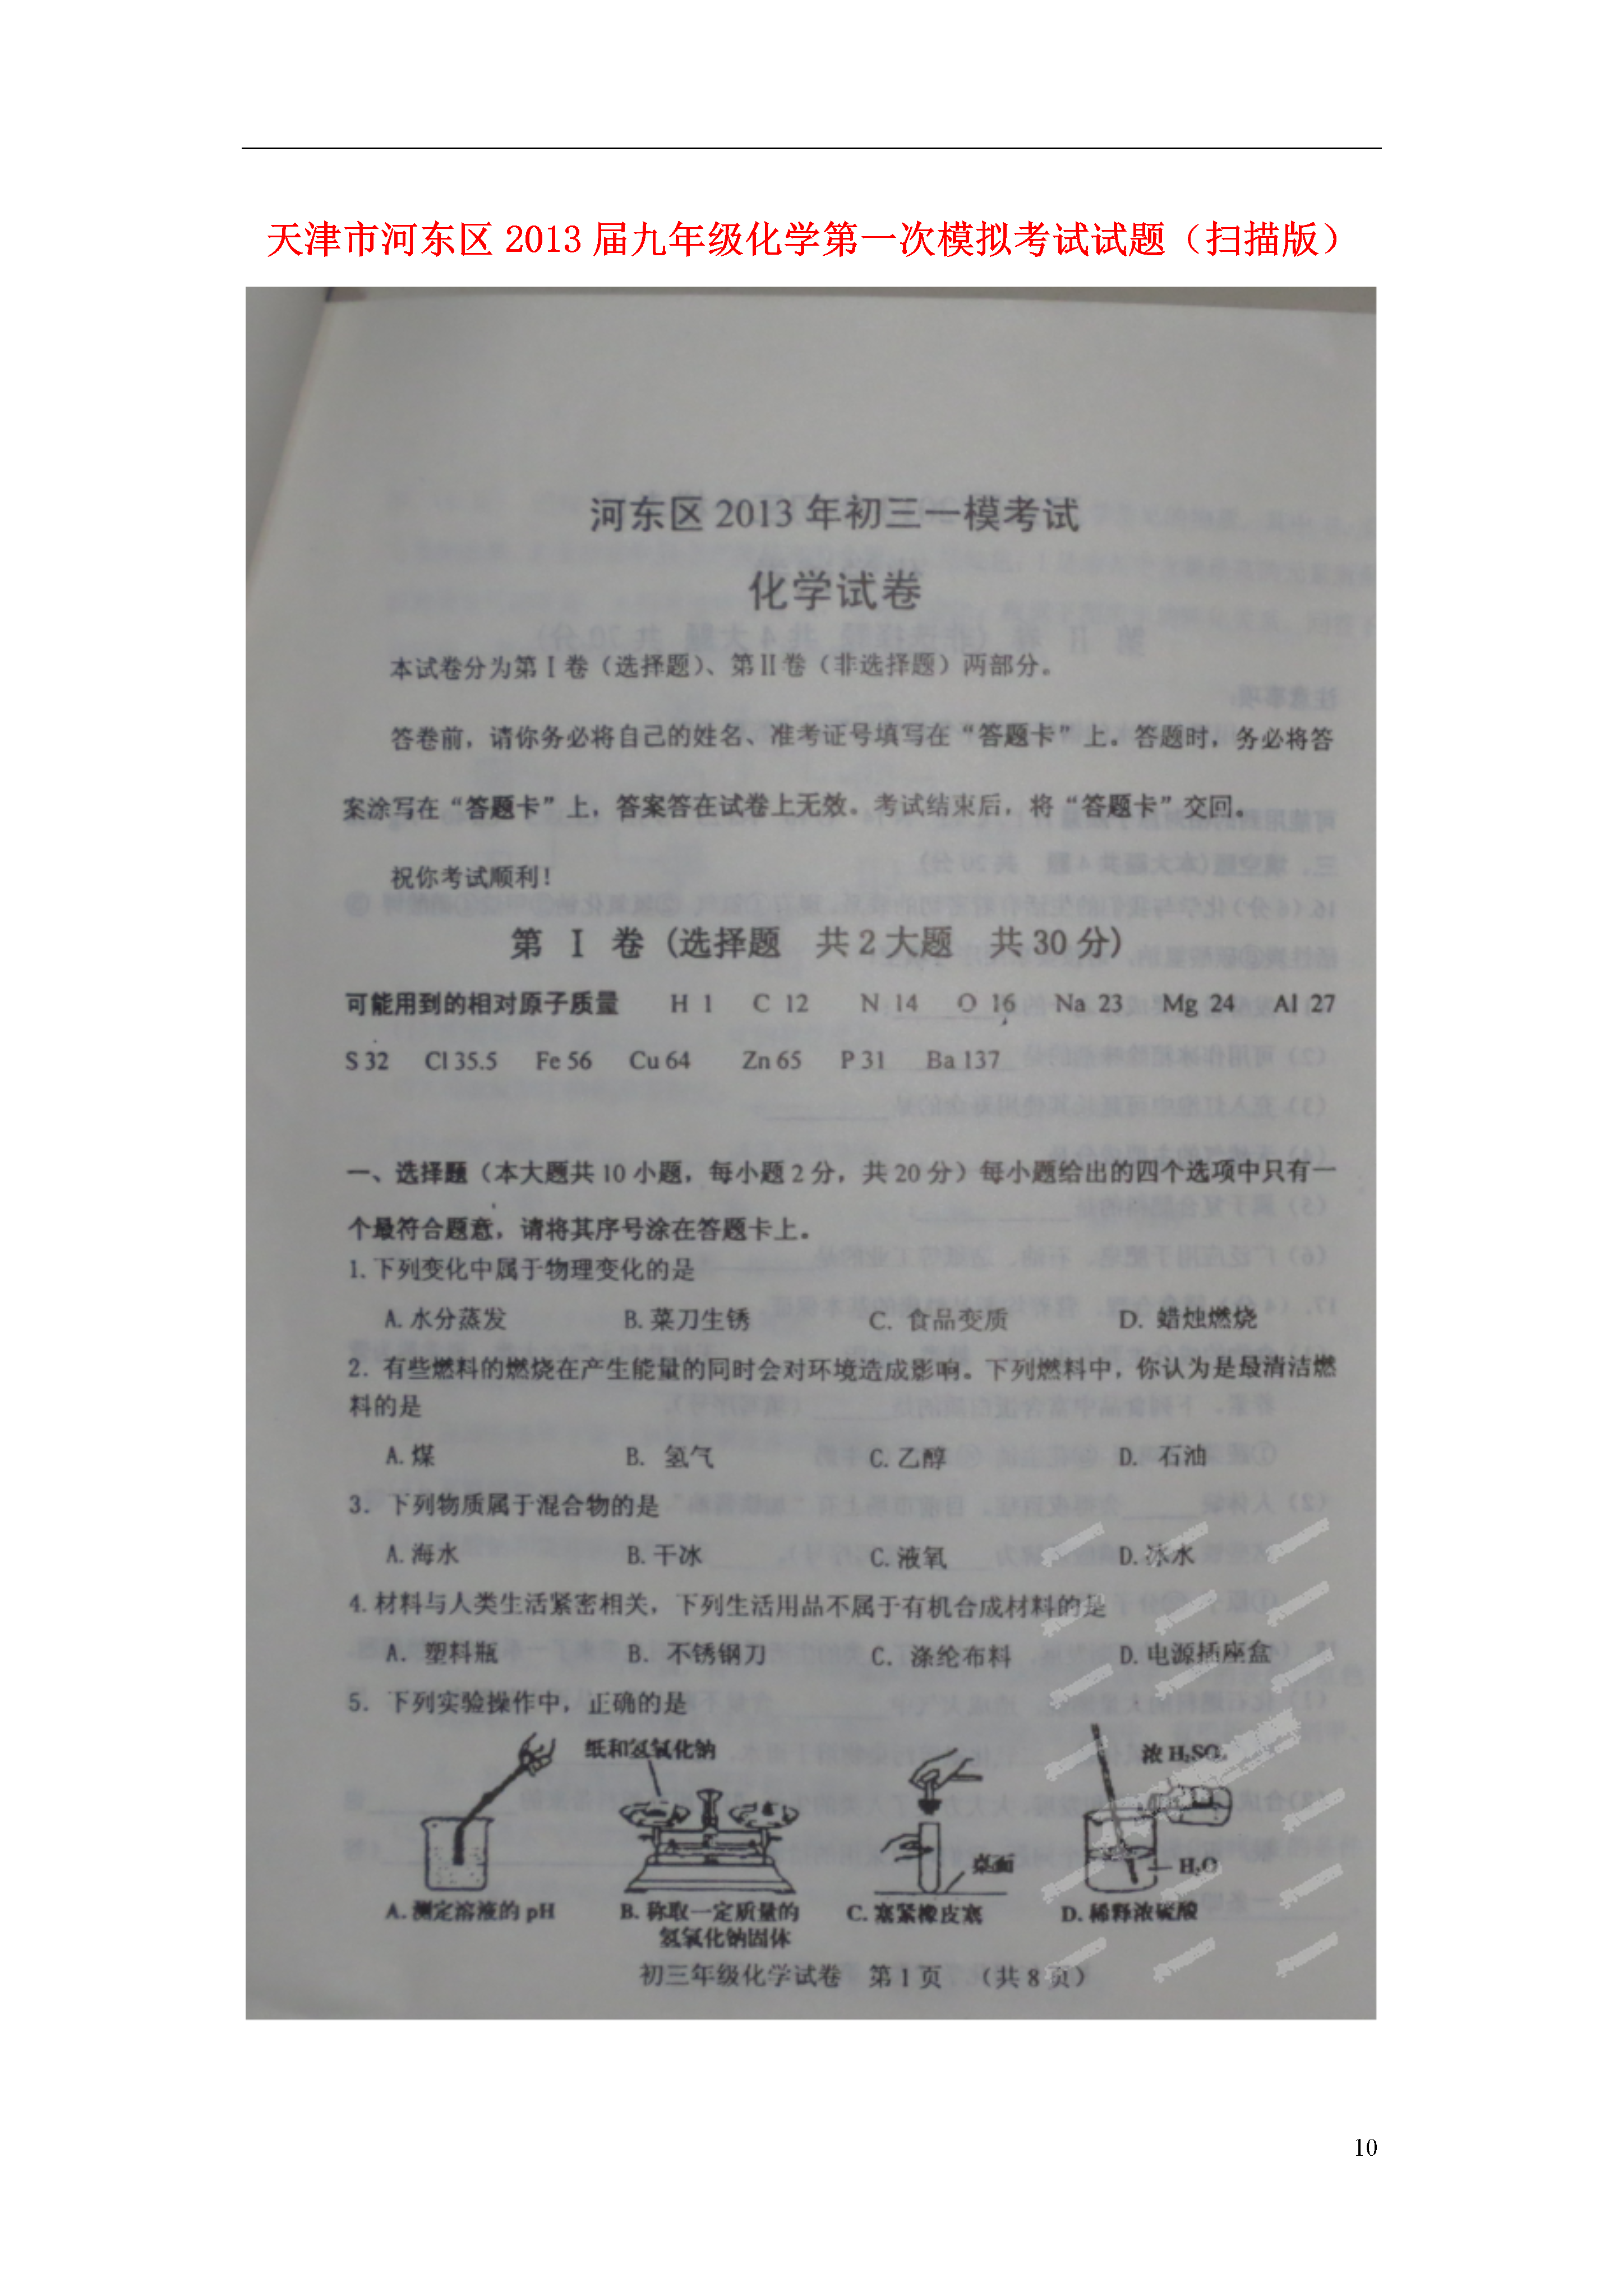 天津市河东区 2013 届九年级化学第一次模拟考试试题（扫描版）
河东区 2013 年初三一模考试
化学试卷
本试卷分为第Ⅰ卷（选择题）、第Ⅱ卷（非选择题）两部分。
答卷前，请你务必将自己的姓名、准考证号填写在“答题卡”上。答题时，务必将答
案涂写在“答题卡”上，答案答在试卷上无效。考试结束后，将“答题卡”交回。
祝你考试顺利！
第 Ⅰ 卷（选择题 共 2 大题 共 30 分）
可能用到的相对原子质量 H 1 C 12 N 14 O 16 Na 23 Mg 24 Al 27
S 32 Cl 35.5 Fe 56 Cu 64 Zn 65 P 31 Ba 137
一、选择题（本大题共 10 小题，每小题 2 分，共 20 分）每小题给出的四个选项中只有一
个最符合题意，请将其序号涂在答题卡上。
1. 下列变化中属于物理变化的是
A. 水分蒸发 B. 菜刀生锈 C. 食品变质 D. 蜡烛燃烧
2. 有些燃料的燃烧在产生能量的同时会对环境造成影响。下列燃料中，你认为是最清洁燃
料的是
A. 煤 B. 氢气 C. 乙醇 D. 石油
3. 下列物质属于混合物的是
A. 海水 B. 干冰 C. 液氧 D. 冰水
4. 材料与人类生活紧密相关，下列生活用品不属于有机合成材料的是
A. 塑料瓶 B. 不锈钢刀 C. 涤纶布料 D. 电源插座盒
5. 下列实验操作中，正确的是
纸和氢氧化钠 浓 H₂SO₄
桌面 H₂O
A. 测定溶液的 pH B. 称取一定质量的 C. 塞紧橡皮塞 D. 稀释浓硫酸
氢氧化钠固体
初三年级化学试卷 第 1 页 （共 8 页）
10